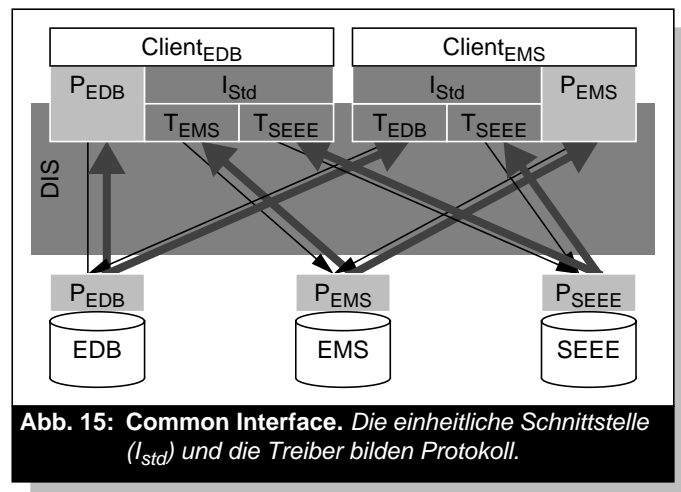 Client_EDB Client_EMS
P_EDB I_Std I_Std P_EMS
T_EMS T_SEEE T_EDB T_SEEE
DIS
P_EDB P_EMS P_SEEE
EDB EMS SEEE
Abb. 15: Common Interface. Die einheitliche Schnittstelle
(I_std) und die Treiber bilden Protokoll.